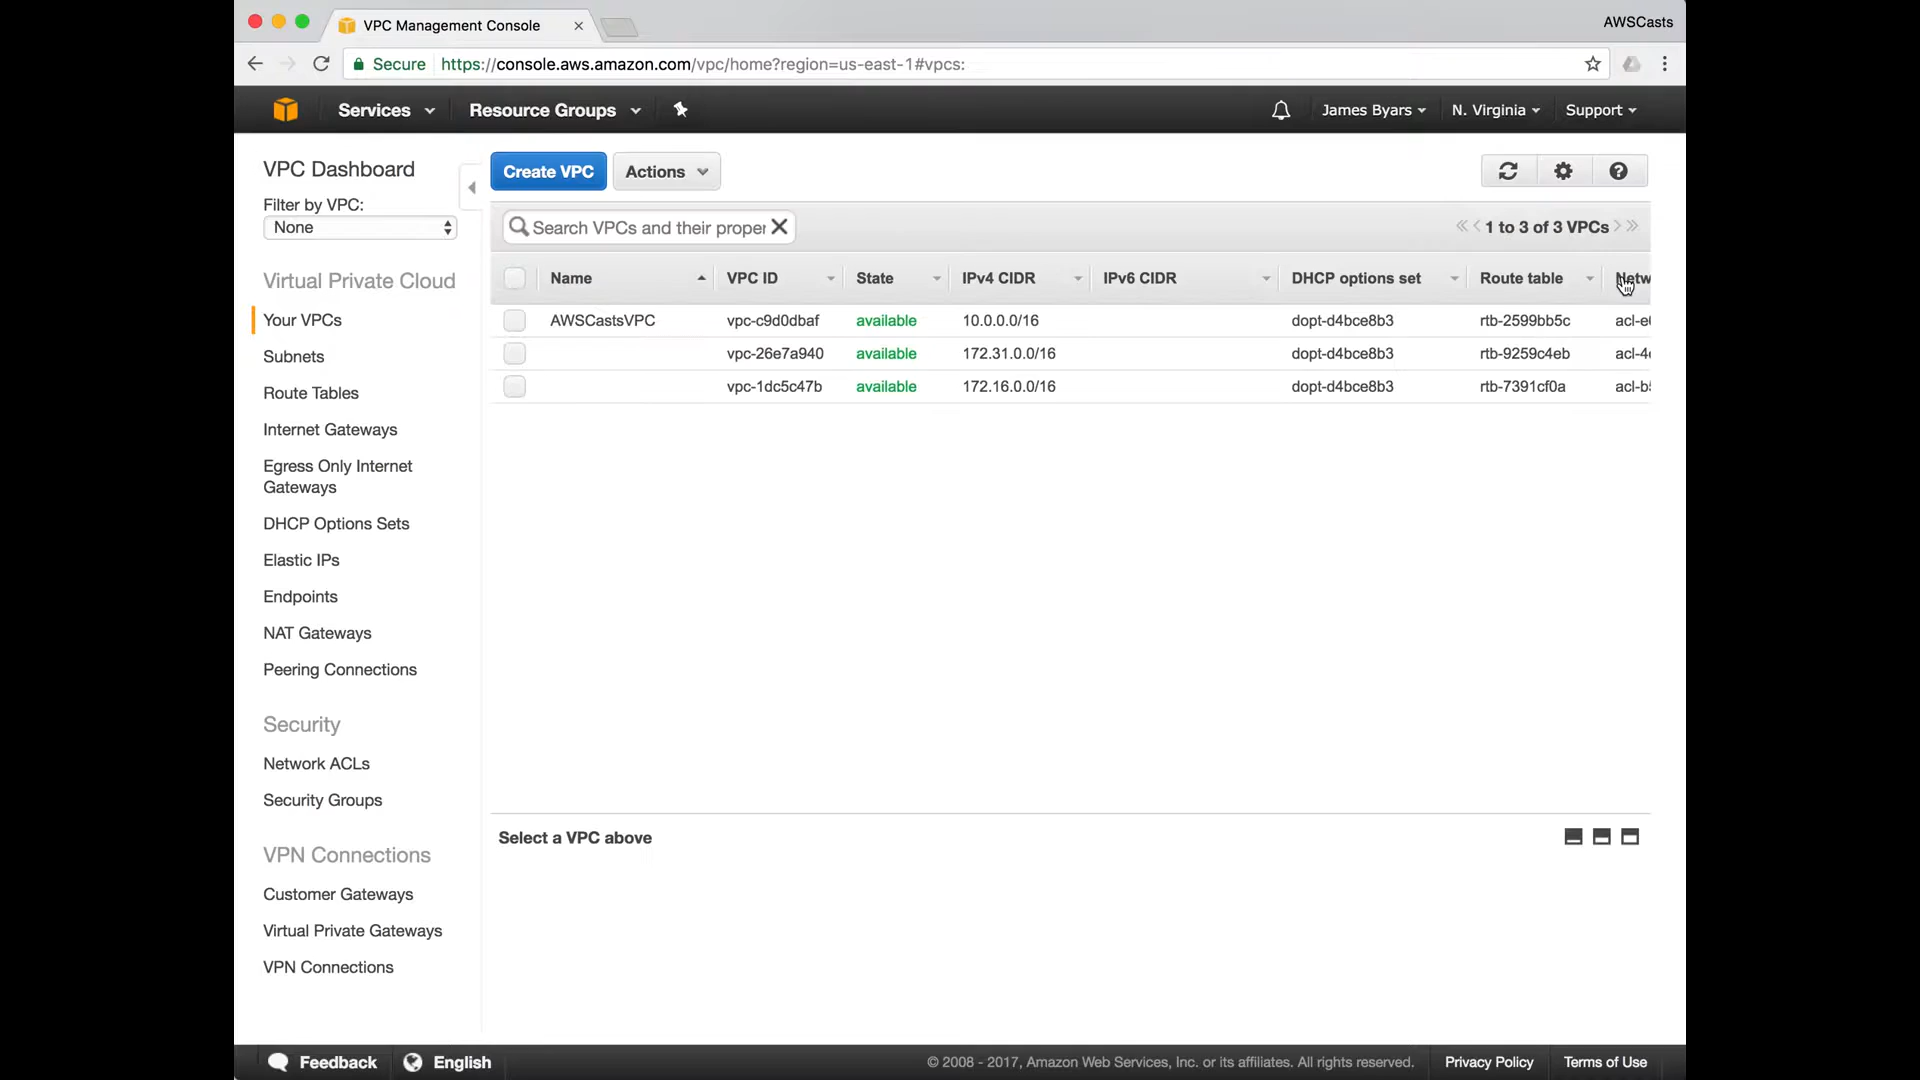 VPC Management Console
AWSCasts
Secure https://console.aws.amazon.com/vpc/home?region=us-east-1#vpcs:
Services Resource Groups James Byars N. Virginia Support
VPC Dashboard
Filter by VPC:
None
Virtual Private Cloud
Your VPCs
Subnets
Route Tables
Internet Gateways
Egress Only Internet
Gateways
DHCP Options Sets
Elastic IPs
Endpoints
NAT Gateways
Peering Connections
Security
Network ACLs
Security Groups
VPN Connections
Customer Gateways
Virtual Private Gateways
VPN Connections
Create VPC Actions
Search VPCs and their proper 1 to 3 of 3 VPCs
Name VPC ID State IPv4 CIDR IPv6 CIDR DHCP options set Route table Netw
AWSCastsVPC vpc-c9d0dbaf available 10.0.0.0/16 dopt-d4bce8b3 rtb-2599bb5c
vpc-26e7a940 available 172.31.0.0/16 dopt-d4bce8b3 rtb-9259c4eb
vpc-1dc5c47b available 172.16.0.0/16 dopt-d4bce8b3 rtb-7391cf0a
Select a VPC above
Feedback English © 2008 - 2017, Amazon Web Services, Inc. or its affiliates. All rights reserved. Privacy Policy Terms of Use